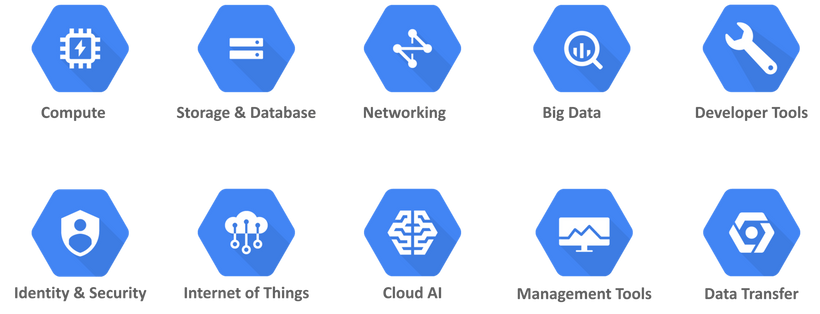 Compute
Storage & Database
Networking
Big Data
Developer Tools
Identity & Security
Internet of Things
Cloud AI
Management Tools
Data Transfer